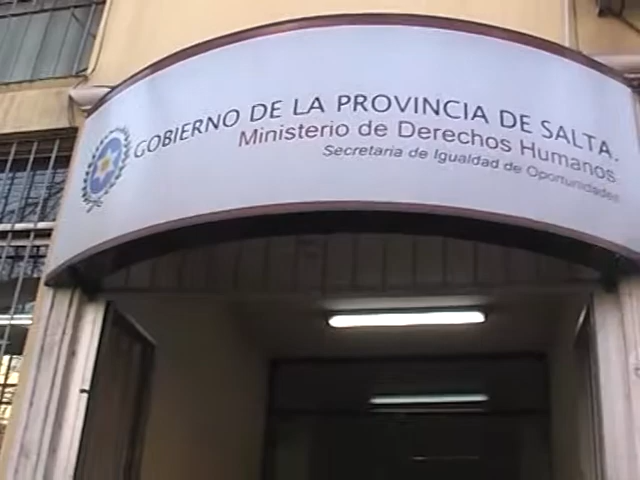 GOBIERNO DE LA PROVINCIA DE SALTA.
Ministerio de Derechos Humanos
Secretaria de Igualdad de Oportunidades